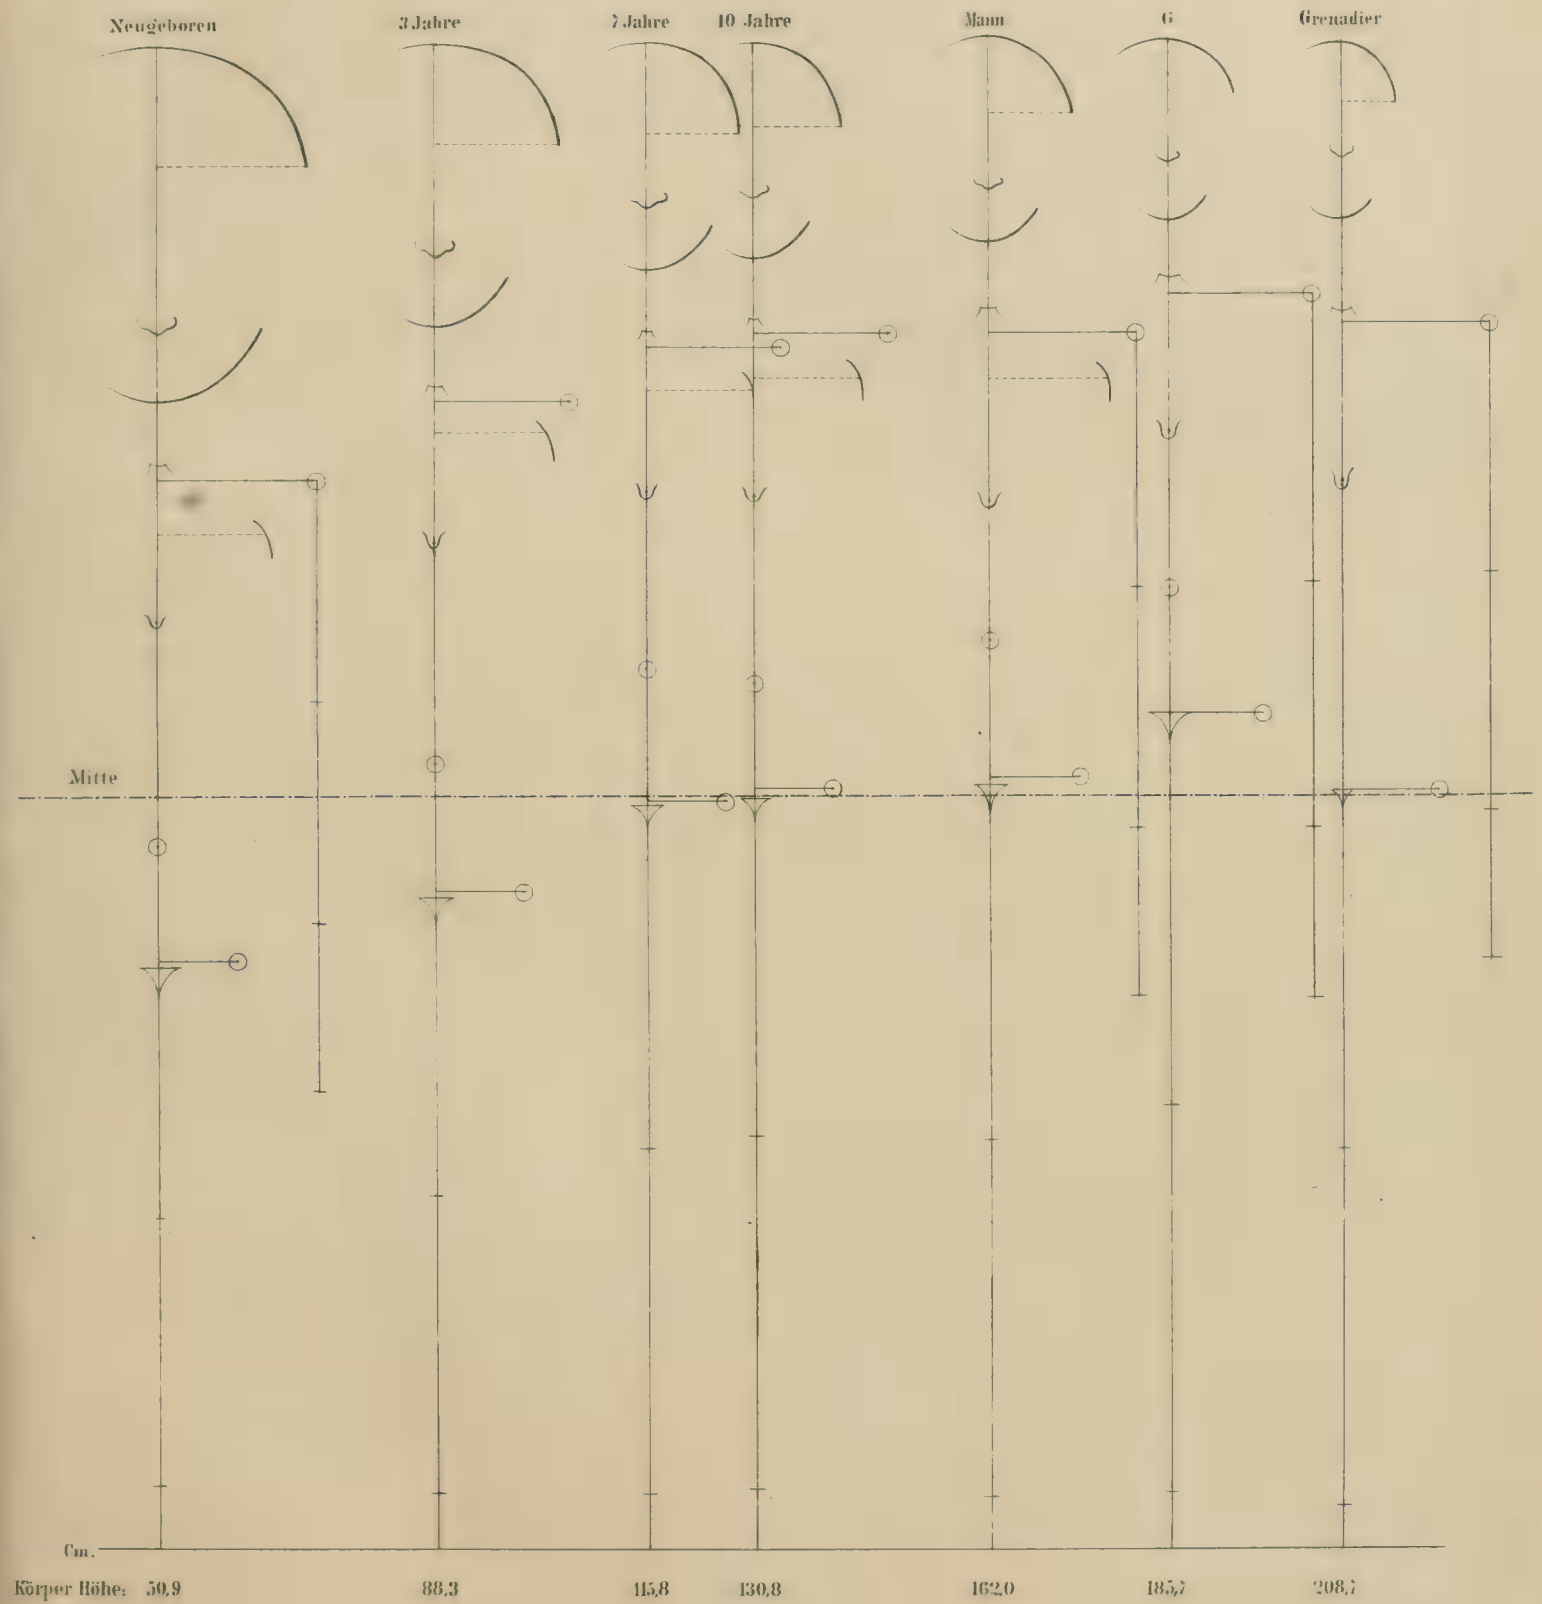 Neugeboren 3 Jahre 7 Jahre 10 Jahre Mann G Grenadier
Mitte
Cm.
Körper Höhe: 50,9 88,3 115,8 130,8 162,0 185,7 208,7